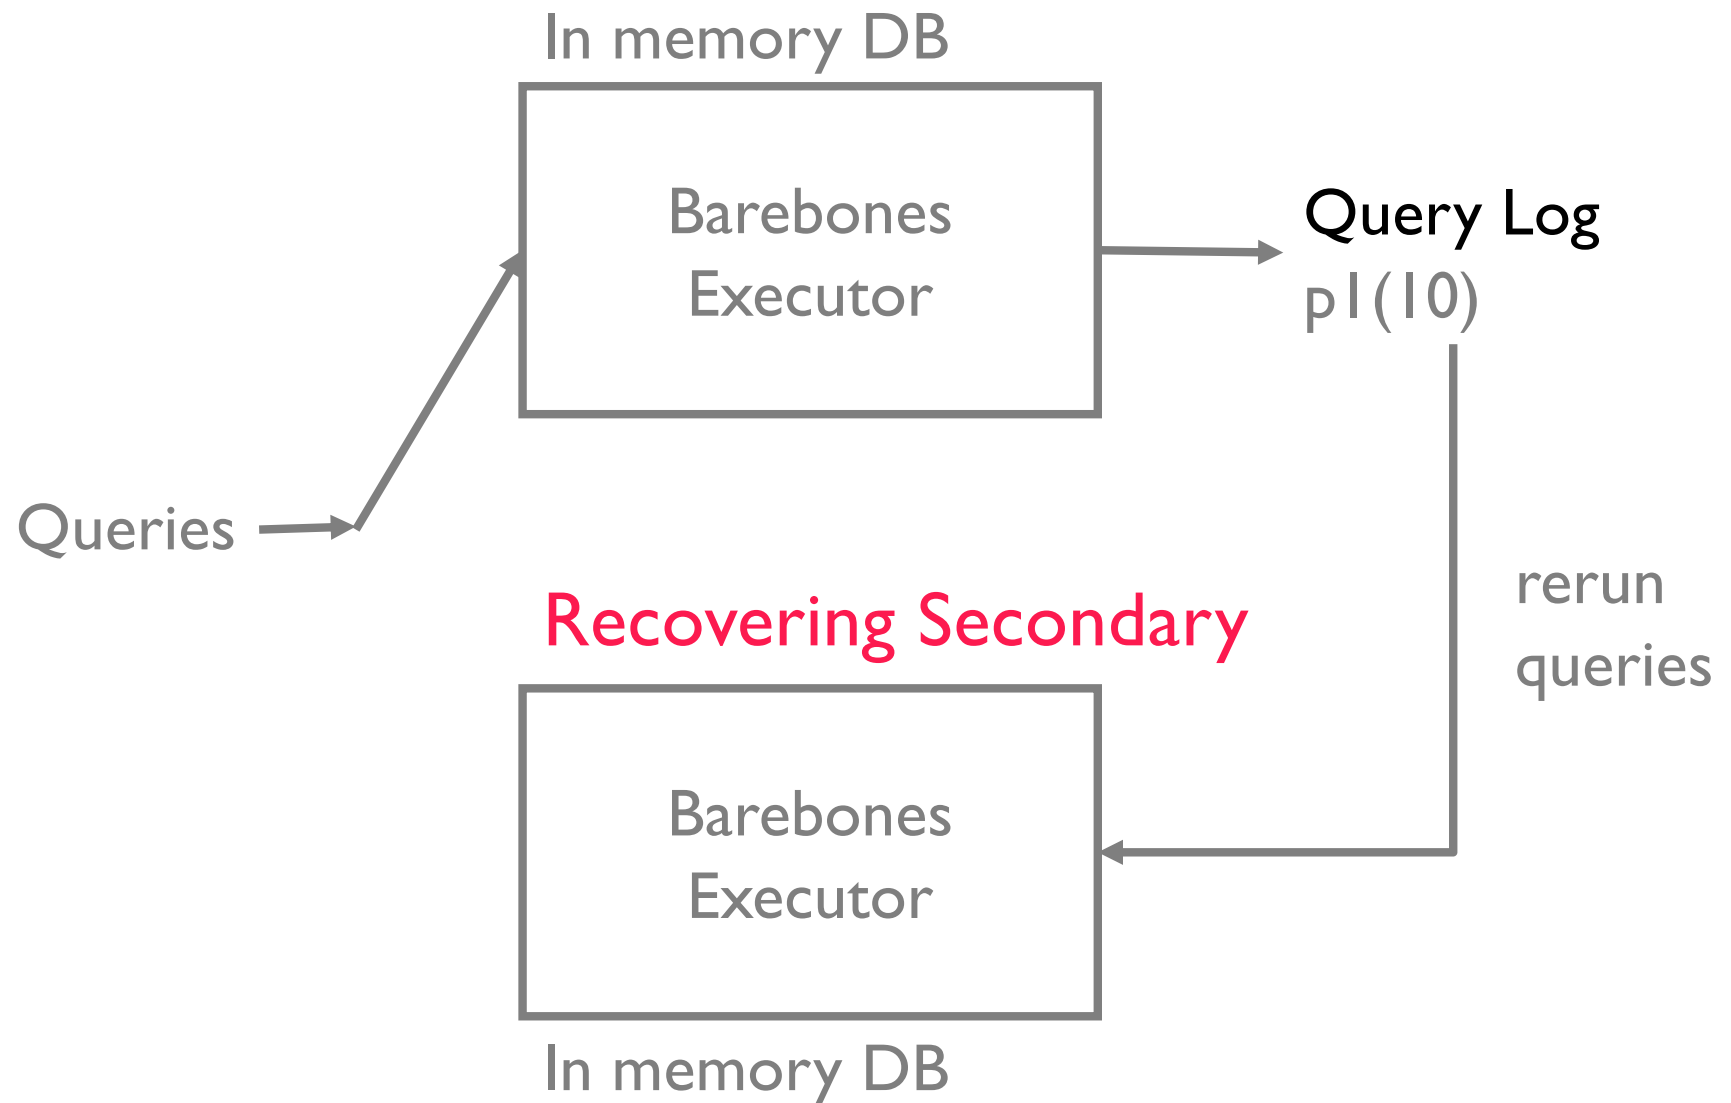 In memory DB
Barebones
Executor
Query Log
p1(10)
Queries
rerun
queries
Recovering Secondary
Barebones
Executor
In memory DB